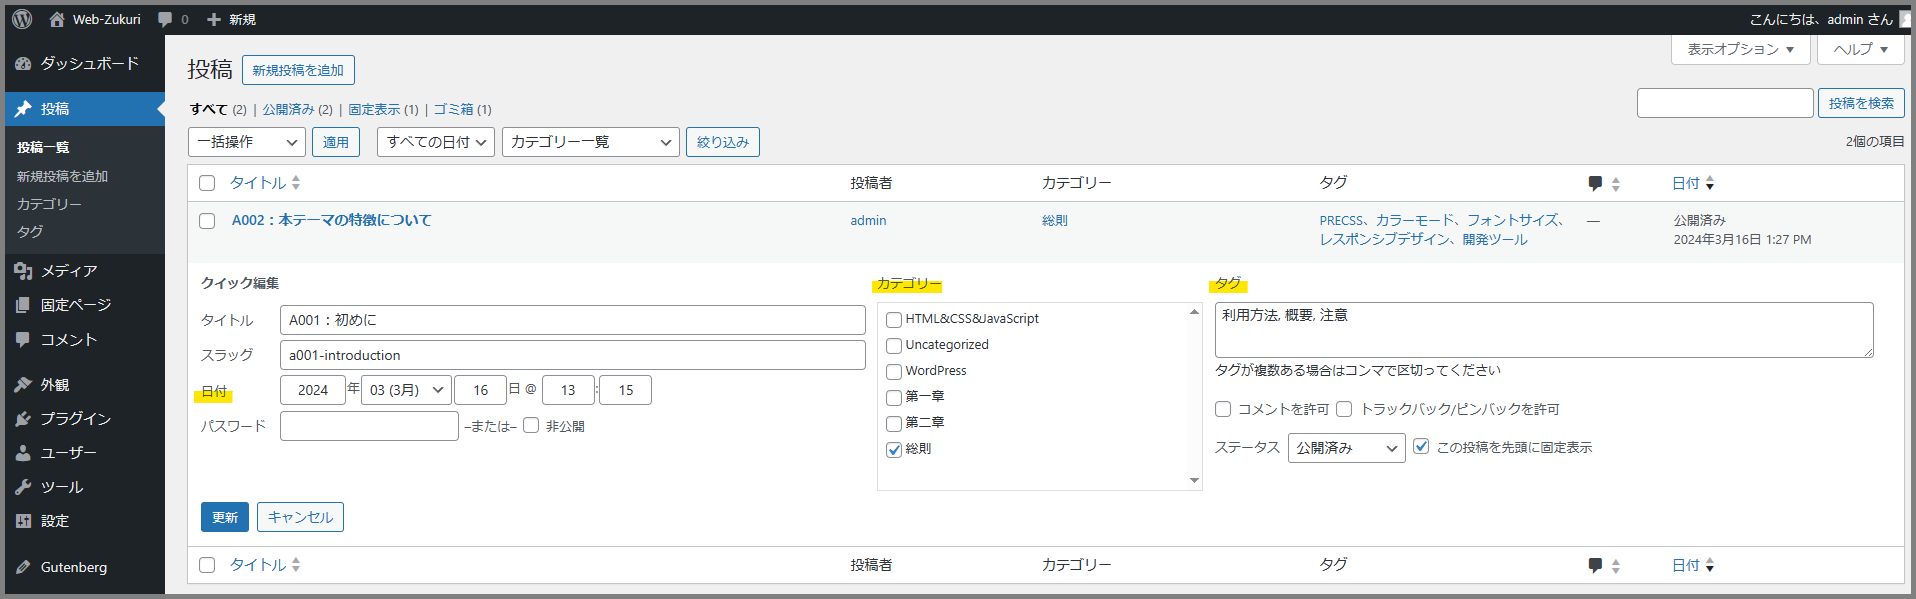 Web-Zukuri 0 新規 こんにちは、admin さん
表示オプション ヘルプ
ダッシュボード
投稿
投稿一覧
新規投稿を追加
カテゴリー
タグ
メディア
固定ページ
コメント
外観
プラグイン
ユーザー
ツール
設定
Gutenberg
投稿 新規投稿を追加
すべて (2) | 公開済み (2) | 固定表示 (1) | ゴミ箱 (1)
投稿を検索
一括操作 適用 すべての日付 カテゴリー一覧 絞り込み 2個の項目
タイトル 投稿者 カテゴリー タグ 日付
A002：本テーマの特徴について admin 総則 PRECSS、カラーモード、フォントサイズ、 — 公開済み
レスポンシブデザイン、開発ツール 2024年3月16日 1:27 PM
クイック編集 カテゴリー タグ
タイトル A001：初めに
スラッグ a001-introduction
日付 2024 年 03 (3月) 16 日 @ 13 : 15
パスワード –または– 非公開
HTML&CSS&JavaScript
Uncategorized
WordPress
第一章
第二章
総則
利用方法, 概要, 注意
タグが複数ある場合はコンマで区切ってください
コメントを許可 トラックバック/ピンバックを許可
ステータス 公開済み この投稿を先頭に固定表示
更新 キャンセル
タイトル 投稿者 カテゴリー タグ 日付